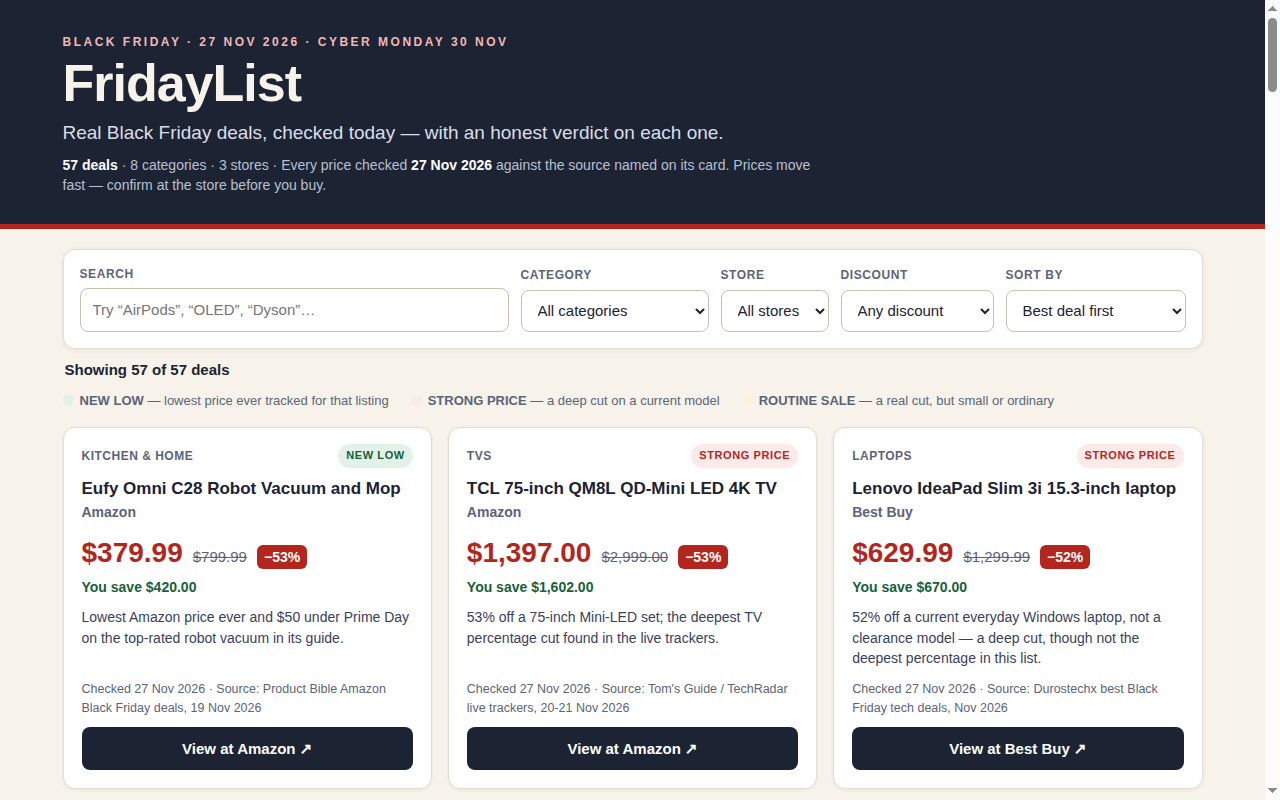 BLACK FRIDAY · 27 NOV 2026 · CYBER MONDAY 30 NOV
FridayList
Real Black Friday deals, checked today — with an honest verdict on each one.
57 deals · 8 categories · 3 stores · Every price checked 27 Nov 2026 against the source named on its card. Prices move
fast — confirm at the store before you buy.
SEARCH
Try “AirPods”, “OLED”, “Dyson”…
CATEGORY
All categories
STORE
All stores
DISCOUNT
Any discount
SORT BY
Best deal first
Showing 57 of 57 deals
NEW LOW — lowest price ever tracked for that listing
STRONG PRICE — a deep cut on a current model
ROUTINE SALE — a real cut, but small or ordinary
KITCHEN & HOME
NEW LOW
Eufy Omni C28 Robot Vacuum and Mop
Amazon
$379.99 $799.99 −53%
You save $420.00
Lowest Amazon price ever and $50 under Prime Day
on the top-rated robot vacuum in its guide.
Checked 27 Nov 2026 · Source: Product Bible Amazon
Black Friday deals, 19 Nov 2026
View at Amazon ↗
TVS
STRONG PRICE
TCL 75-inch QM8L QD-Mini LED 4K TV
Amazon
$1,397.00 $2,999.00 −53%
You save $1,602.00
53% off a 75-inch Mini-LED set; the deepest TV
percentage cut found in the live trackers.
Checked 27 Nov 2026 · Source: Tom's Guide / TechRadar
live trackers, 20-21 Nov 2026
View at Amazon ↗
LAPTOPS
STRONG PRICE
Lenovo IdeaPad Slim 3i 15.3-inch laptop
Best Buy
$629.99 $1,299.99 −52%
You save $670.00
52% off a current everyday Windows laptop, not a
clearance model — a deep cut, though not the
deepest percentage in this list.
Checked 27 Nov 2026 · Source: Durostechx best Black
Friday tech deals, Nov 2026
View at Best Buy ↗